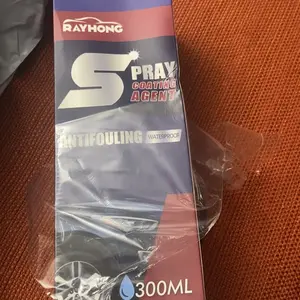 RAYHONG
SPRAY
COATING
AGENT
ANTIFOULING WATERPROOF
300ML